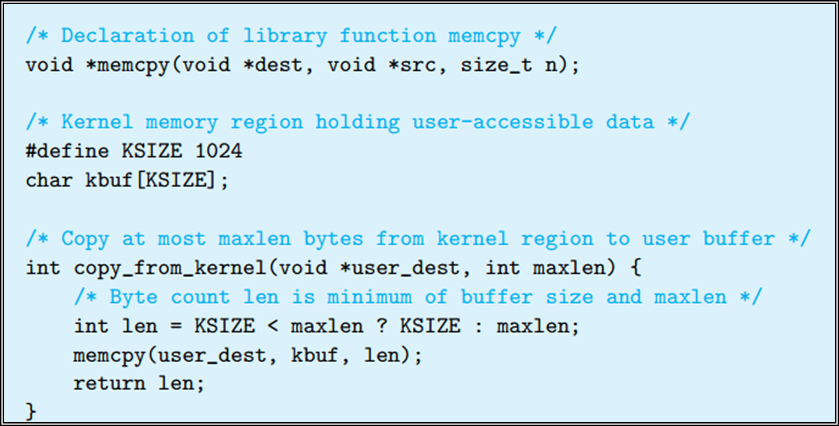 /* Declaration of library function memcpy */
void *memcpy(void *dest, void *src, size_t n);
/* Kernel memory region holding user-accessible data */
#define KSIZE 1024
char kbuf[KSIZE];
/* Copy at most maxlen bytes from kernel region to user buffer */
int copy_from_kernel(void *user_dest, int maxlen) {
    /* Byte count len is minimum of buffer size and maxlen */
    int len = KSIZE < maxlen ? KSIZE : maxlen;
    memcpy(user_dest, kbuf, len);
    return len;
}